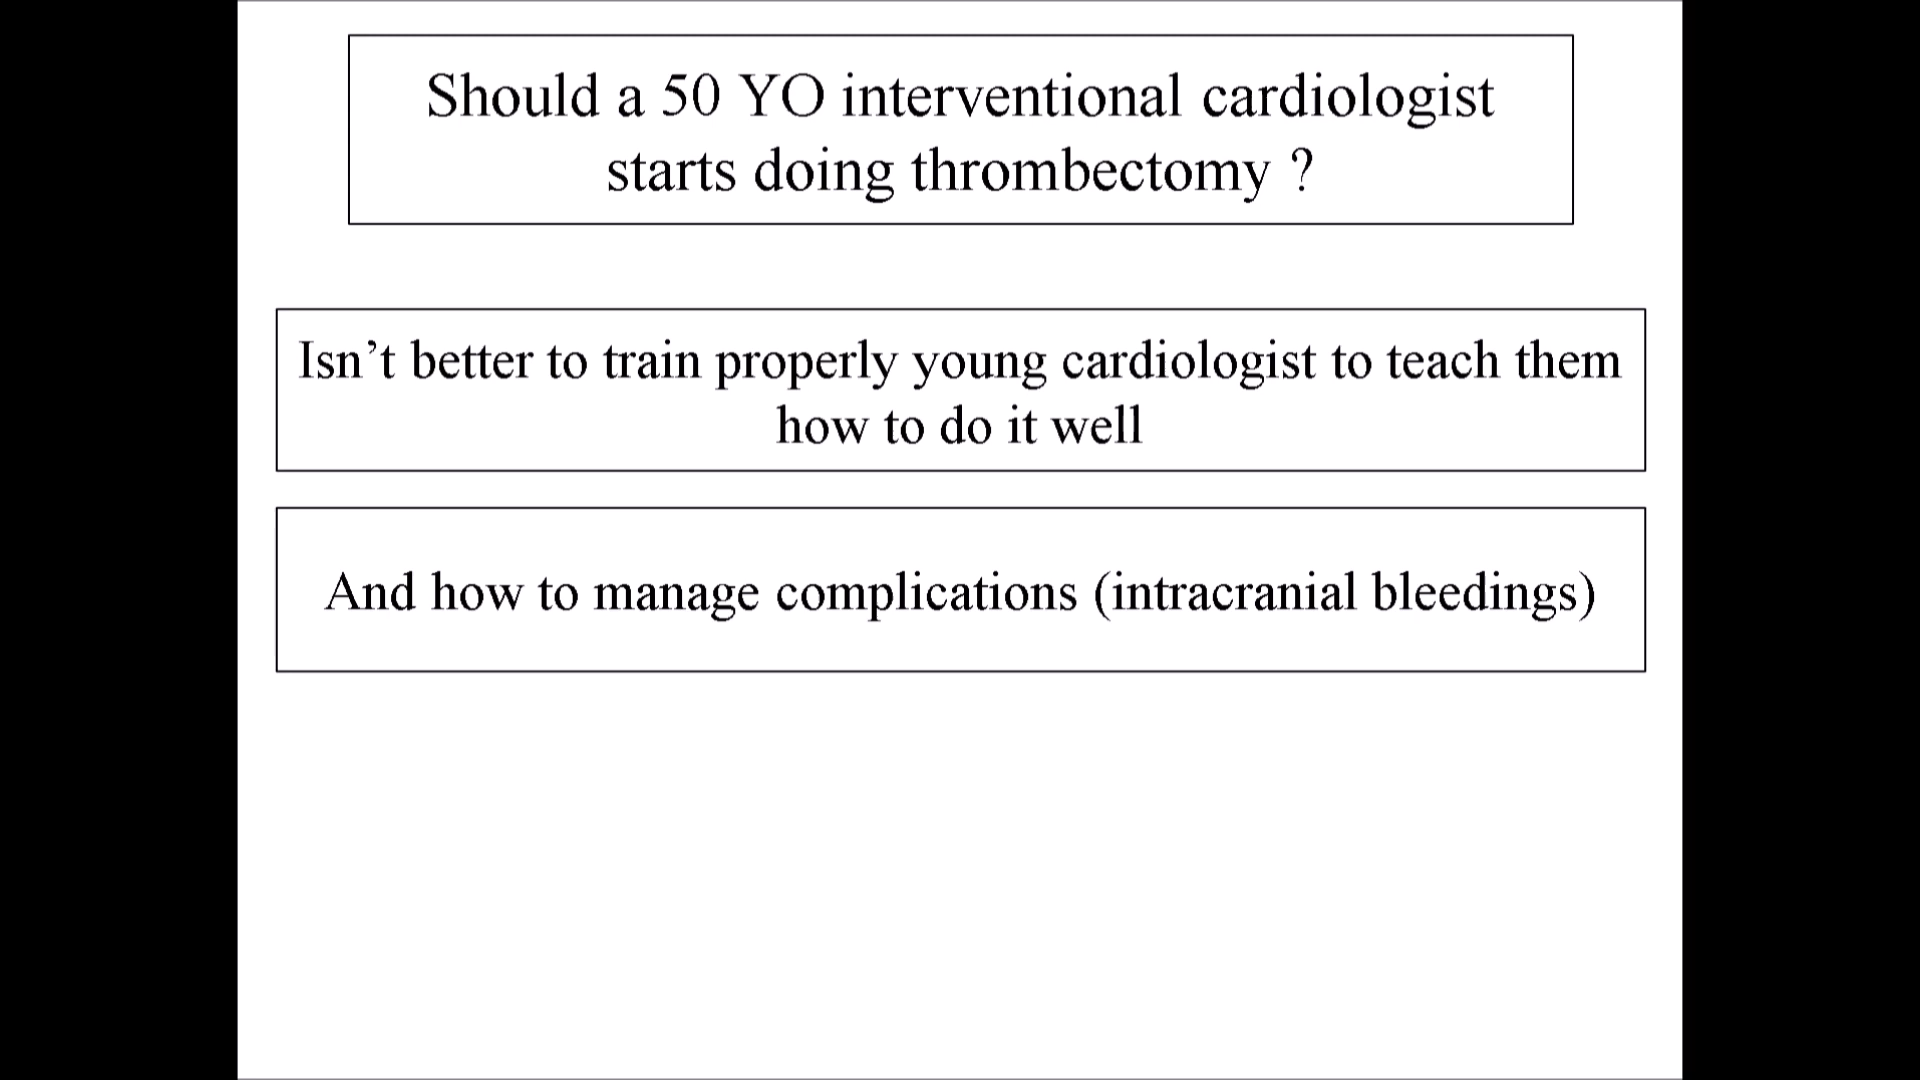 Should a 50 YO interventional cardiologist
starts doing thrombectomy ?
Isn’t better to train properly young cardiologist to teach them
how to do it well
And how to manage complications (intracranial bleedings)